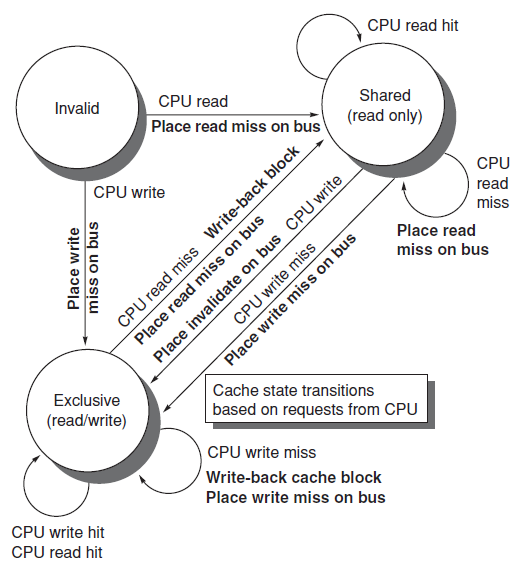 CPU read hit
Invalid
CPU read
Place read miss on bus
Shared
(read only)
CPU
read
miss
Place read
miss on bus
CPU write
Place write
miss on bus
CPU read miss Write-back block
Place read miss on bus
Place invalidate on bus CPU write
CPU write miss
Place write miss on bus
Exclusive
(read/write)
Cache state transitions
based on requests from CPU
CPU write miss
Write-back cache block
Place write miss on bus
CPU write hit
CPU read hit